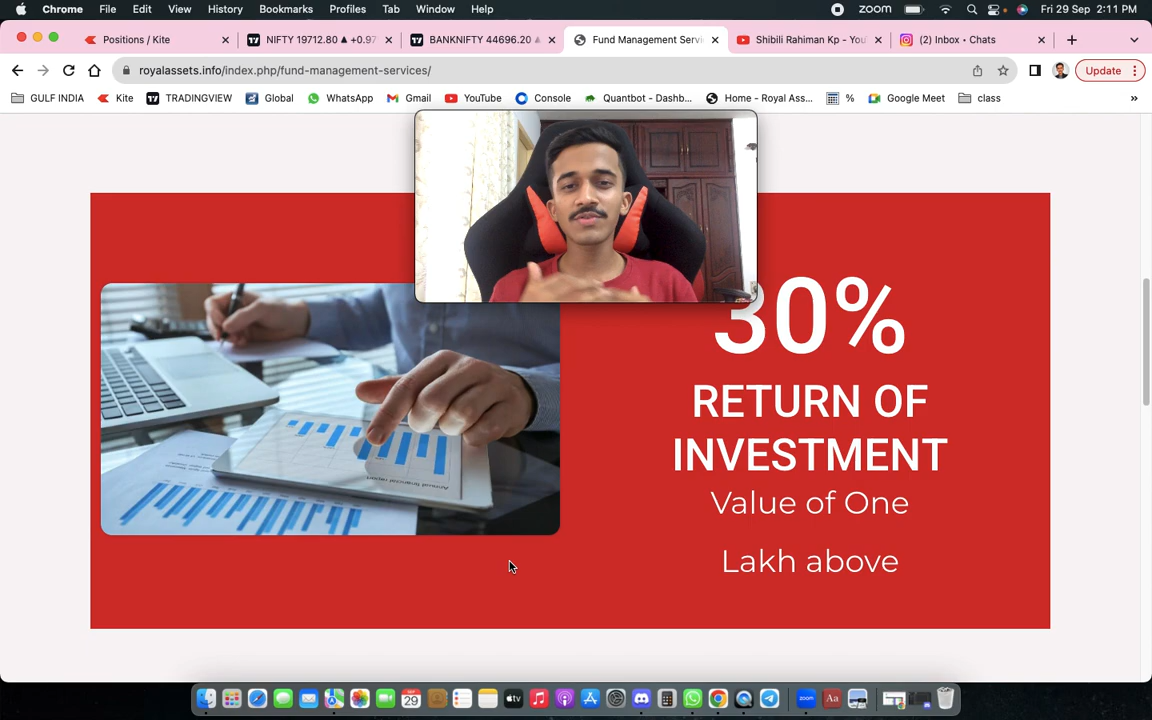 Chrome File Edit View History Bookmarks Profiles Tab Window Help zoom Fri 29 Sep 2:11 PM
Positions / Kite NIFTY 19712.80 ▲ +0.97 BANKNIFTY 44696.20 ▲ Fund Management Servi Shibili Rahiman Kp - You (2) Inbox • Chats
royalassets.info/index.php/fund-management-services/ Update
GULF INDIA Kite TRADINGVIEW Global WhatsApp Gmail YouTube Console Quantbot - Dashb... Home - Royal Ass... % Google Meet class »
30%
RETURN OF
INVESTMENT
Value of One
Lakh above